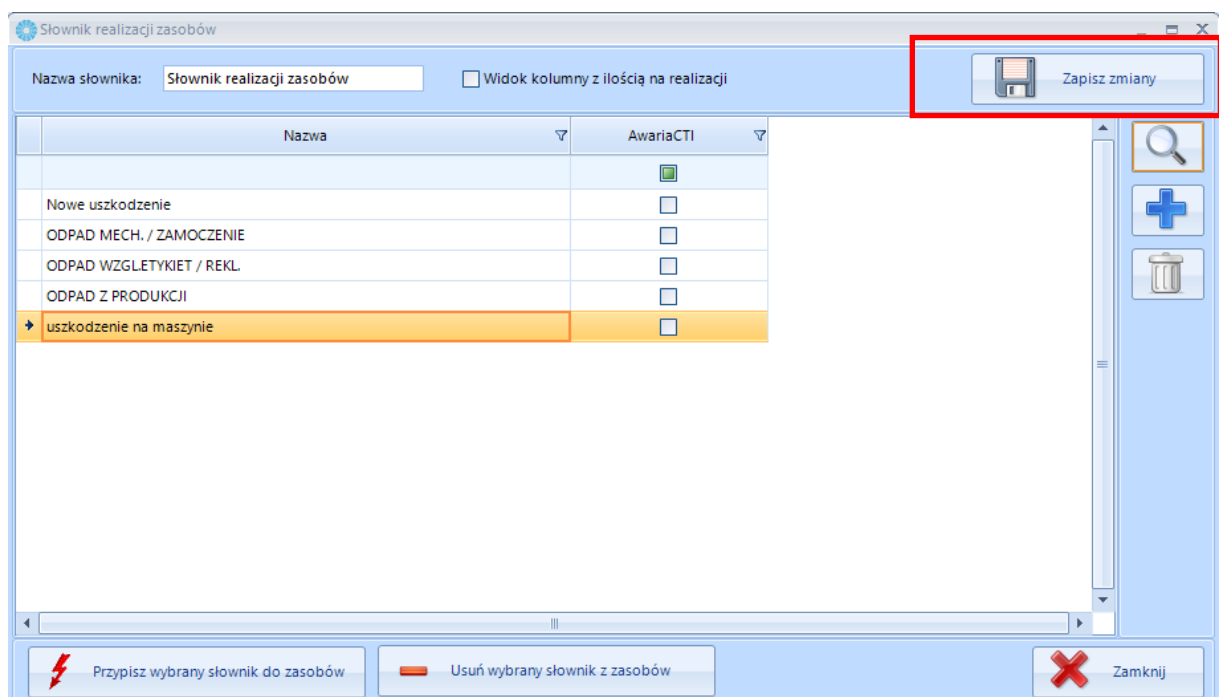 Słownik realizacji zasobów
Nazwa słownika: Słownik realizacji zasobów Widok kolumny z ilością na realizacji Zapisz zmiany
Nazwa AwariaCTI
Nowe uszkodzenie
ODPAD MECH. / ZAMOCZENIE
ODPAD WZGL.ETYKIET / REKL.
ODPAD Z PRODUKCJI
uszkodzenie na maszynie
Przypisz wybrany słownik do zasobów Usuń wybrany słownik z zasobów Zamknij